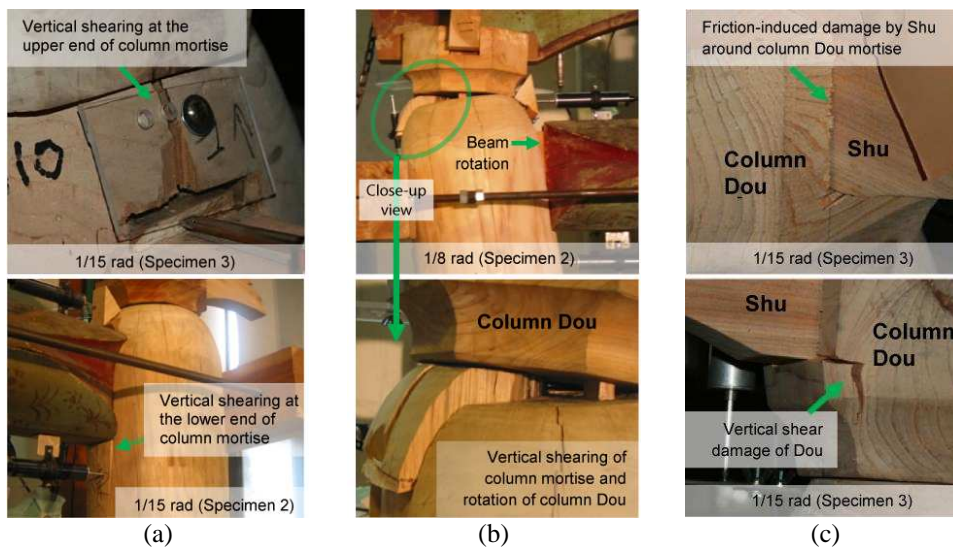 Vertical shearing at the
upper end of column mortise
10
1/15 rad (Specimen 3)
Vertical shearing at
the lower end of
column mortise
1/15 rad (Specimen 2)
(a)
Beam
rotation
Close-up
view
1/8 rad (Specimen 2)
Column Dou
Vertical shearing of
column mortise and
rotation of column Dou
(b)
Friction-induced damage by Shu
around column Dou mortise
Column
Dou
Shu
1/15 rad (Specimen 3)
Shu
Column
Dou
Vertical shear
damage of Dou
1/15 rad (Specimen 3)
(c)